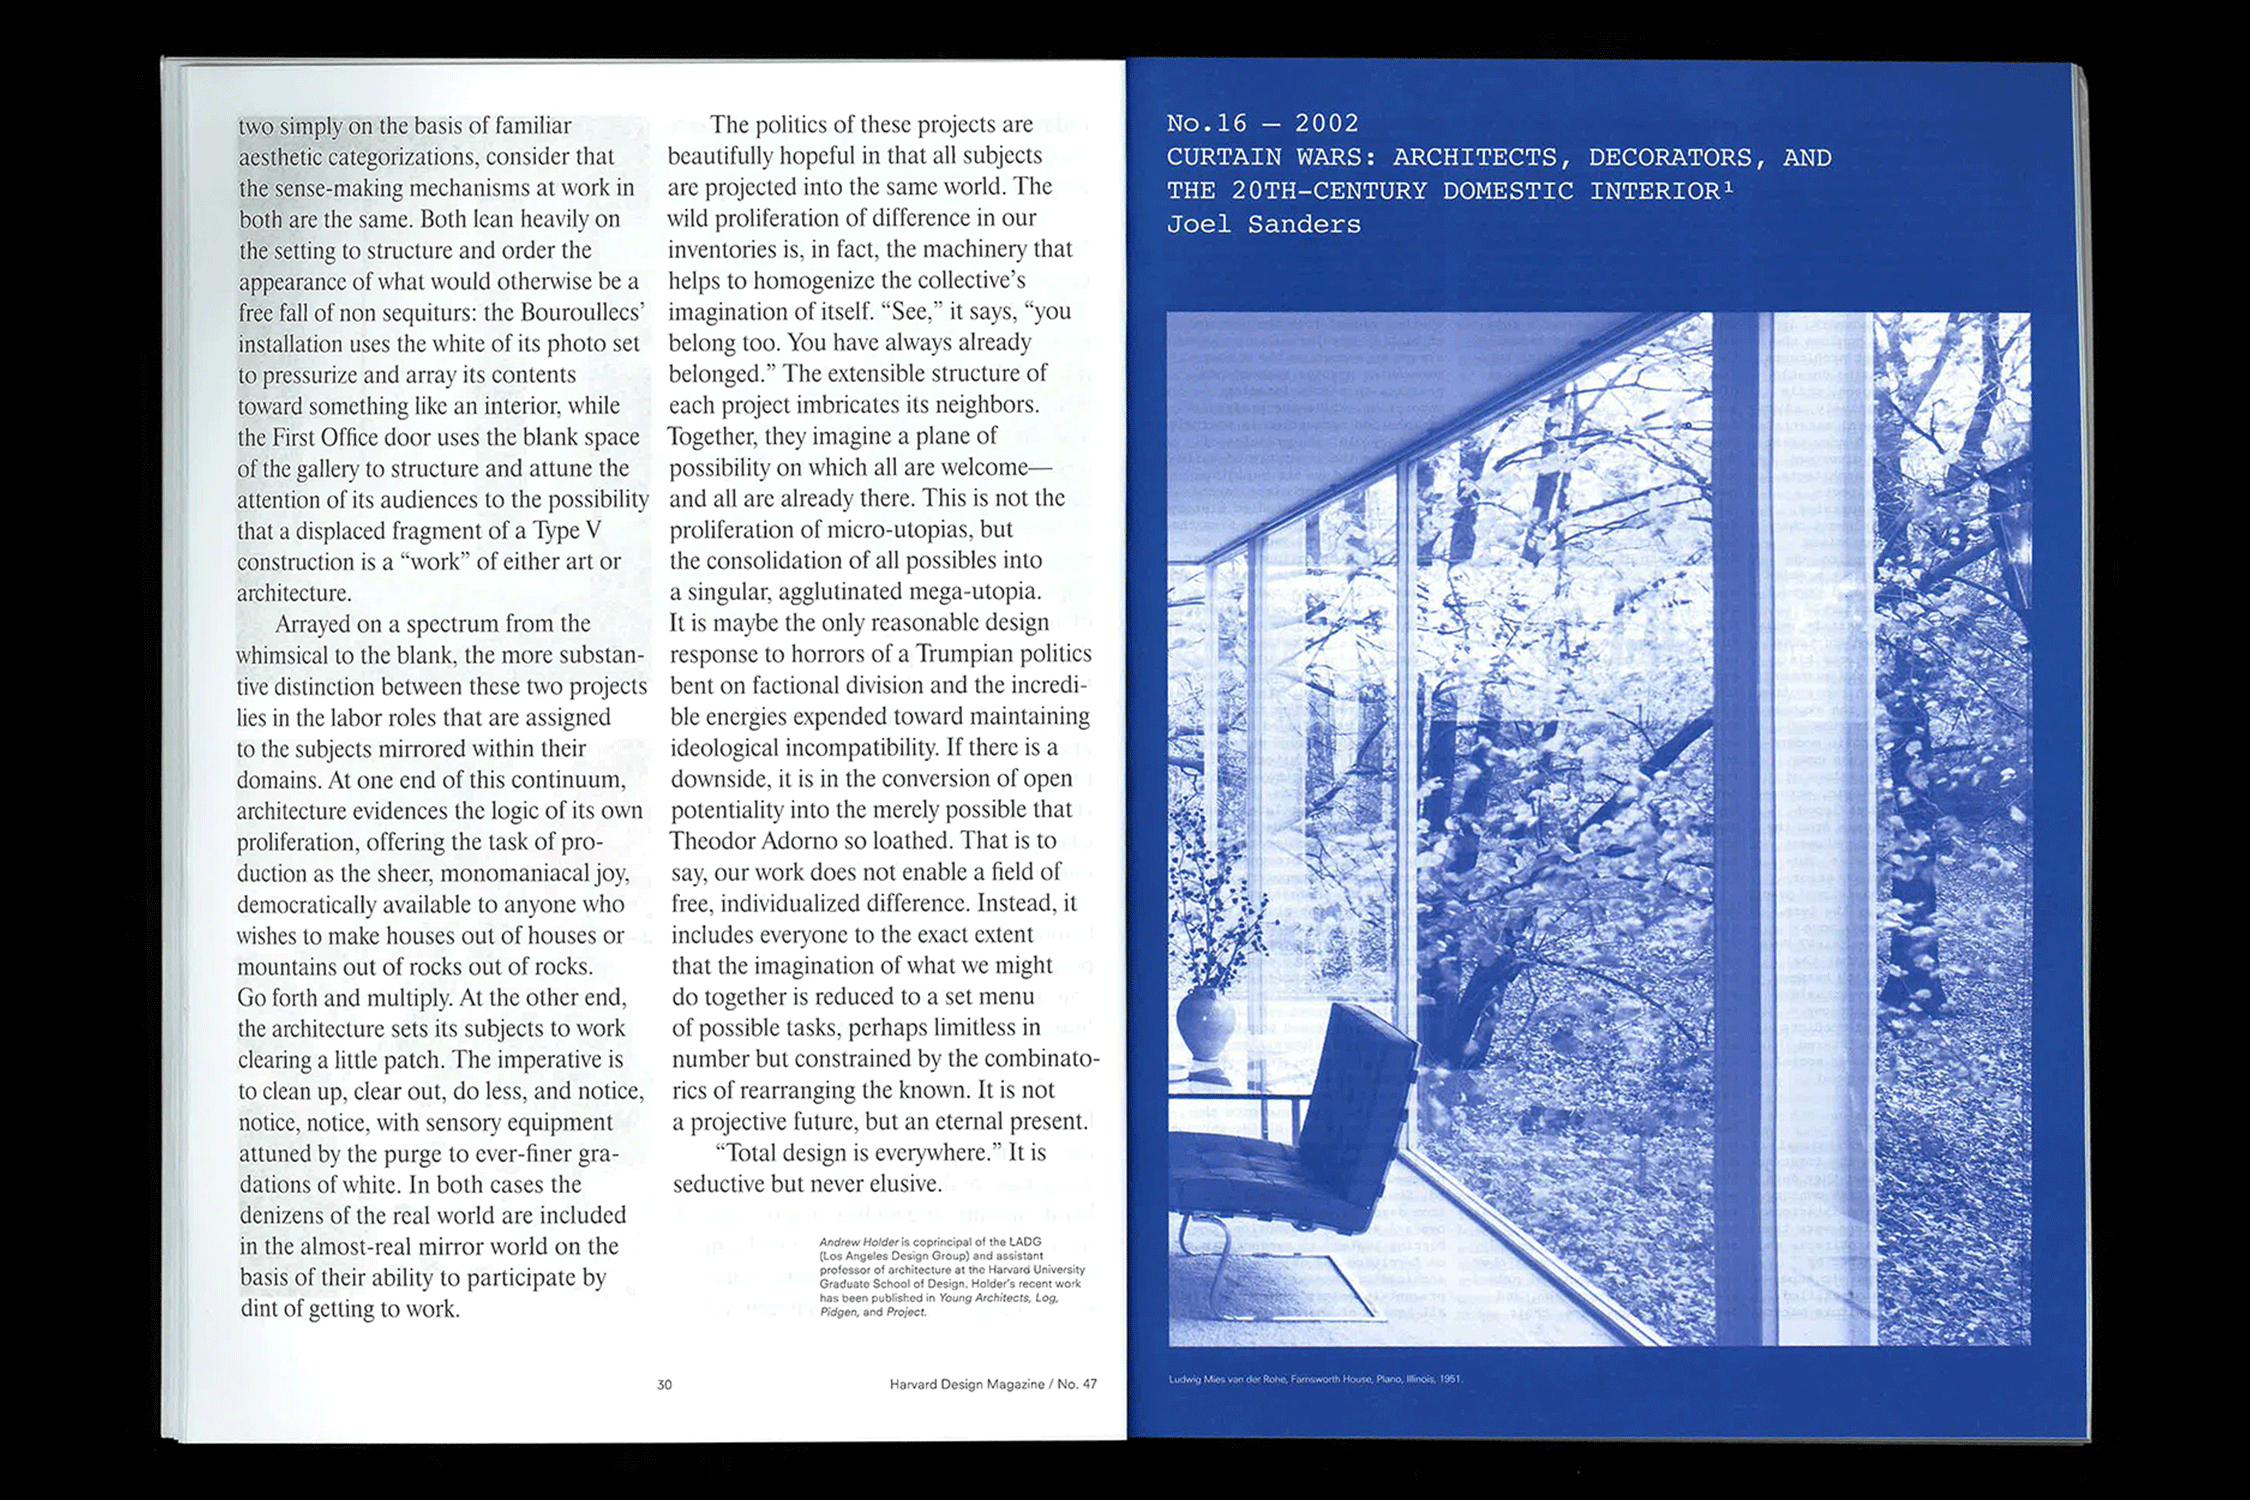 two simply on the basis of familiar
aesthetic categorizations, consider that
the sense-making mechanisms at work in
both are the same. Both lean heavily on
the setting to structure and order the
appearance of what would otherwise be a
free fall of non sequiturs: the Bouroullecs’
installation uses the white of its photo set
to pressurize and array its contents
toward something like an interior, while
the First Office door uses the blank space
of the gallery to structure and attune the
attention of its audiences to the possibility
that a displaced fragment of a Type V
construction is a “work” of either art or
architecture.
Arrayed on a spectrum from the
whimsical to the blank, the more substan-
tive distinction between these two projects
lies in the labor roles that are assigned
to the subjects mirrored within their
domains. At one end of this continuum,
architecture evidences the logic of its own
proliferation, offering the task of pro-
duction as the sheer, monomaniacal joy,
democratically available to anyone who
wishes to make houses out of houses or
mountains out of rocks out of rocks.
Go forth and multiply. At the other end,
the architecture sets its subjects to work
clearing a little patch. The imperative is
to clean up, clear out, do less, and notice,
notice, notice, with sensory equipment
attuned by the purge to ever-finer gra-
dations of white. In both cases the
denizens of the real world are included
in the almost-real mirror world on the
basis of their ability to participate by
dint of getting to work.
The politics of these projects are
beautifully hopeful in that all subjects
are projected into the same world. The
wild proliferation of difference in our
inventories is, in fact, the machinery that
helps to homogenize the collective’s
imagination of itself. “See,” it says, “you
belong too. You have always already
belonged.” The extensible structure of
each project imbricates its neighbors.
Together, they imagine a plane of
possibility on which all are welcome—
and all are already there. This is not the
proliferation of micro-utopias, but
the consolidation of all possibles into
a singular, agglutinated mega-utopia.
It is maybe the only reasonable design
response to horrors of a Trumpian politics
bent on factional division and the incredi-
ble energies expended toward maintaining
ideological incompatibility. If there is a
downside, it is in the conversion of open
potentiality into the merely possible that
Theodor Adorno so loathed. That is to
say, our work does not enable a field of
free, individualized difference. Instead, it
includes everyone to the exact extent
that the imagination of what we might
do together is reduced to a set menu
of possible tasks, perhaps limitless in
number but constrained by the combinato-
rics of rearranging the known. It is not
a projective future, but an eternal present.
“Total design is everywhere.” It is
seductive but never elusive.
Andrew Holder is coprincipal of the LADG
(Los Angeles Design Group) and assistant
professor of architecture at the Harvard University
Graduate School of Design. Holder’s recent work
has been published in Young Architects, Log,
Pidgen, and Project.
30
Harvard Design Magazine / No. 47
No.16 — 2002
CURTAIN WARS: ARCHITECTS, DECORATORS, AND
THE 20TH–CENTURY DOMESTIC INTERIOR¹
Joel Sanders
Ludwig Mies van der Rohe, Farnsworth House, Plano, Illinois, 1951.